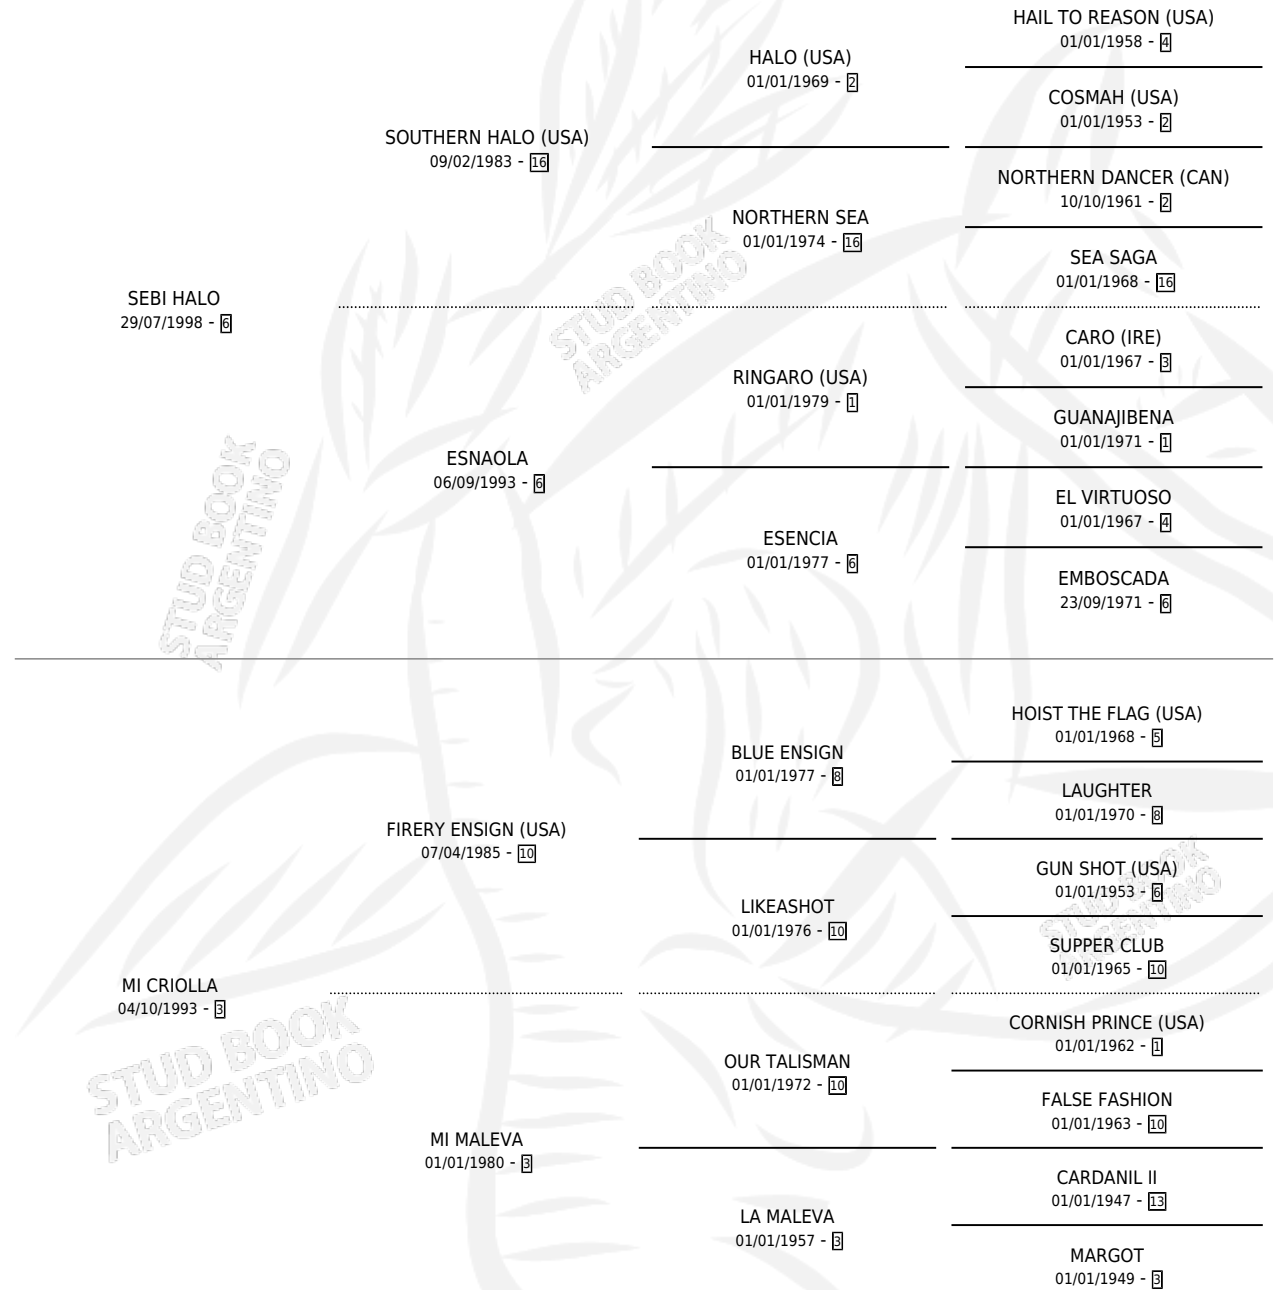 HAIL TO REASON (USA)
01/01/1958 - 4
HALO (USA)
01/01/1969 - 2
COSMAH (USA)
01/01/1953 - 2
SOUTHERN HALO (USA)
09/02/1983 - 16
NORTHERN DANCER (CAN)
10/10/1961 - 2
NORTHERN SEA
01/01/1974 - 16
SEA SAGA
01/01/1968 - 16
SEBI HALO
29/07/1998 - 6
CARO (IRE)
01/01/1967 - 3
RINGARO (USA)
01/01/1979 - 1
GUANAJIBENA
01/01/1971 - 1
ESNAOLA
06/09/1993 - 6
EL VIRTUOSO
01/01/1967 - 4
ESENCIA
01/01/1977 - 6
EMBOSCADA
23/09/1971 - 6
HOIST THE FLAG (USA)
01/01/1968 - 5
BLUE ENSIGN
01/01/1977 - 8
LAUGHTER
01/01/1970 - 8
FIRERY ENSIGN (USA)
07/04/1985 - 10
GUN SHOT (USA)
01/01/1953 - 6
LIKEASHOT
01/01/1976 - 10
SUPPER CLUB
01/01/1965 - 10
MI CRIOLLA
04/10/1993 - 3
CORNISH PRINCE (USA)
01/01/1962 - 1
OUR TALISMAN
01/01/1972 - 10
FALSE FASHION
01/01/1963 - 10
MI MALEVA
01/01/1980 - 3
CARDANIL II
01/01/1947 - 13
LA MALEVA
01/01/1957 - 3
MARGOT
01/01/1949 - 3
STUD BOOK
ARGENTINO
STUD BOOK
ARGENTINO
STUD BOOK
ARGENTINO
STUD BOOK
ARGENTINO